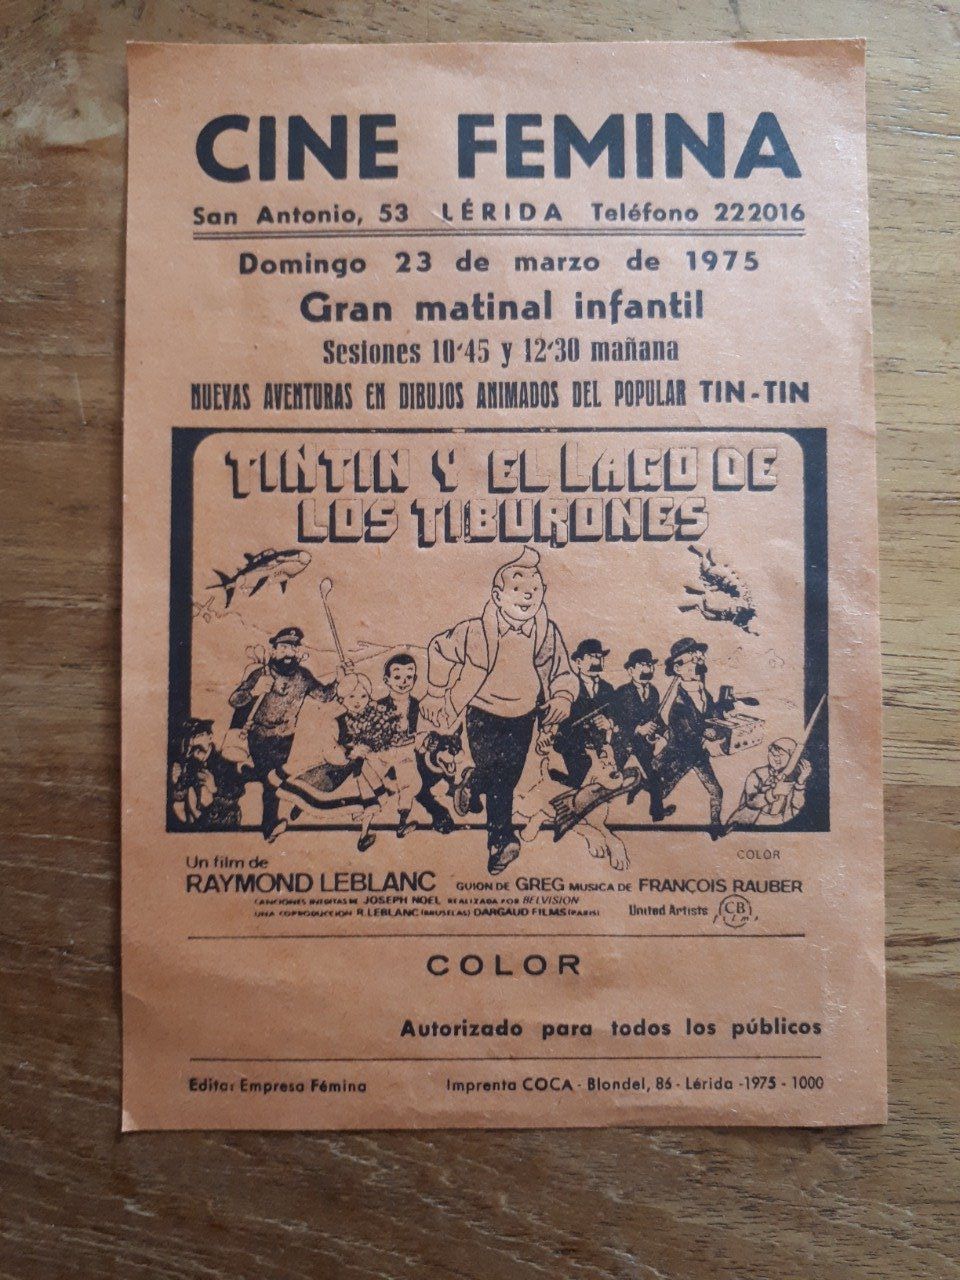 CINE FEMINA
San Antonio, 53 LÉRIDA Teléfono 222016
Domingo 23 de marzo de 1975
Gran matinal infantil
Sesiones 10'45 y 12'30 mañana
NUEVAS AVENTURAS EN DIBUJOS ANIMADOS DEL POPULAR TIN-TIN
TINTIN Y EL LAGO DE
LOS TIBURONES
COLOR
Un film de
RAYMOND LEBLANC GUION DE GREG MUSICA DE FRANÇOIS RAUBER
CANCIONES INEDITAS DE JOSEPH NOEL REALIZADA POR BELVISION
UNA COPRODUCCION R. LEBLANC (BRUSELAS) DARGAUD FILMS (PARIS)
United Artists CB films
COLOR
Autorizado para todos los públicos
Edita: Empresa Fémina Imprenta COCA - Blondel, 86 - Lérida -1975 - 1000